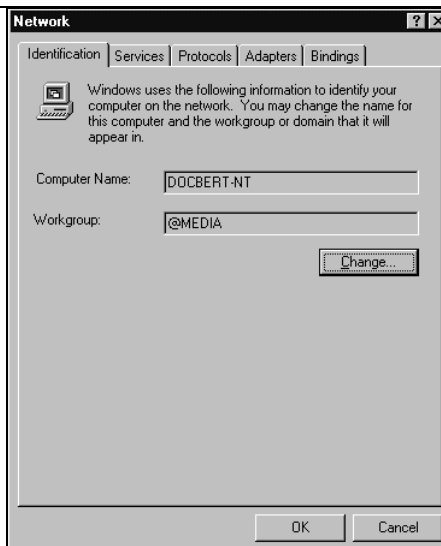 Network
Identification Services Protocols Adapters Bindings
Windows uses the following information to identify your
computer on the network. You may change the name for
this computer and the workgroup or domain that it will
appear in.
Computer Name: DOCBERT-NT
Workgroup: @MEDIA
Change...
OK Cancel